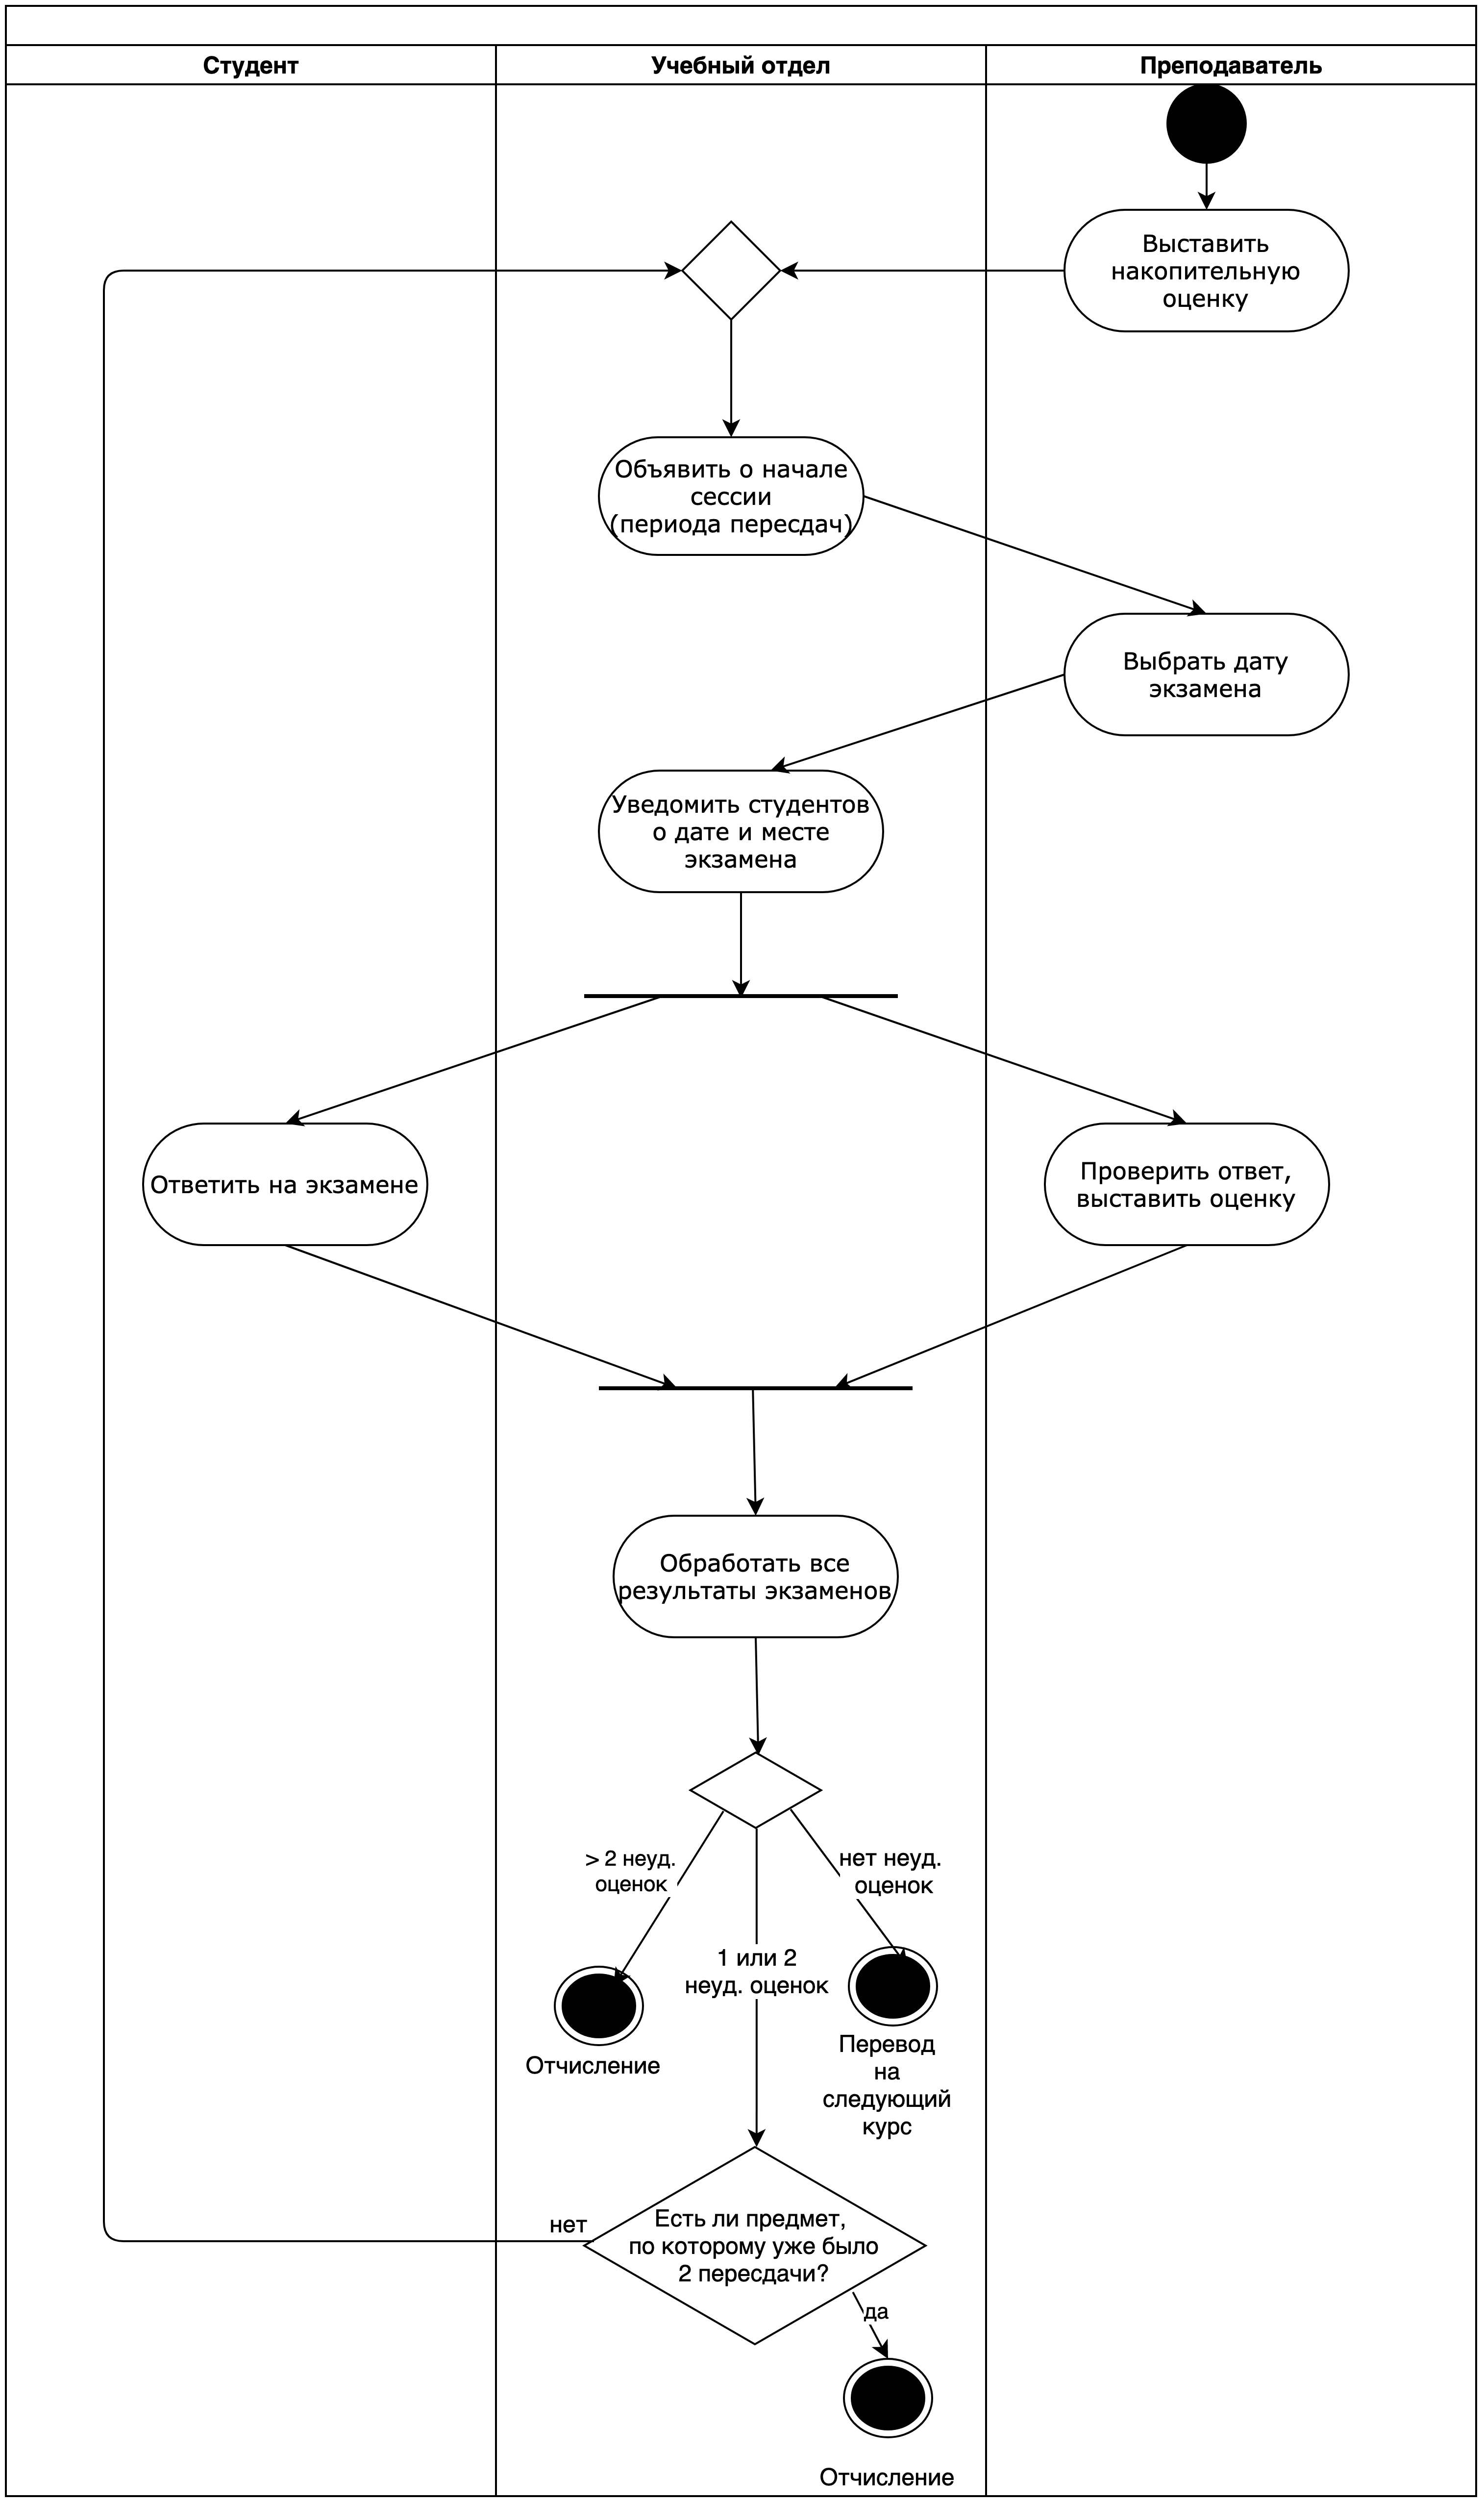 Студент
Учебный отдел
Преподаватель
Выставить
накопительную
оценку
Объявить о начале
сессии
(периода пересдач)
Выбрать дату
экзамена
Уведомить студентов
о дате и месте
экзамена
Ответить на экзамене
Проверить ответ,
выставить оценку
Обработать все
результаты экзаменов
> 2 неуд.
оценок
нет неуд.
оценок
1 или 2
неуд. оценок
Отчисление
Перевод
на
следующий
курс
нет
Есть ли предмет,
по которому уже было
2 пересдачи?
да
Отчисление